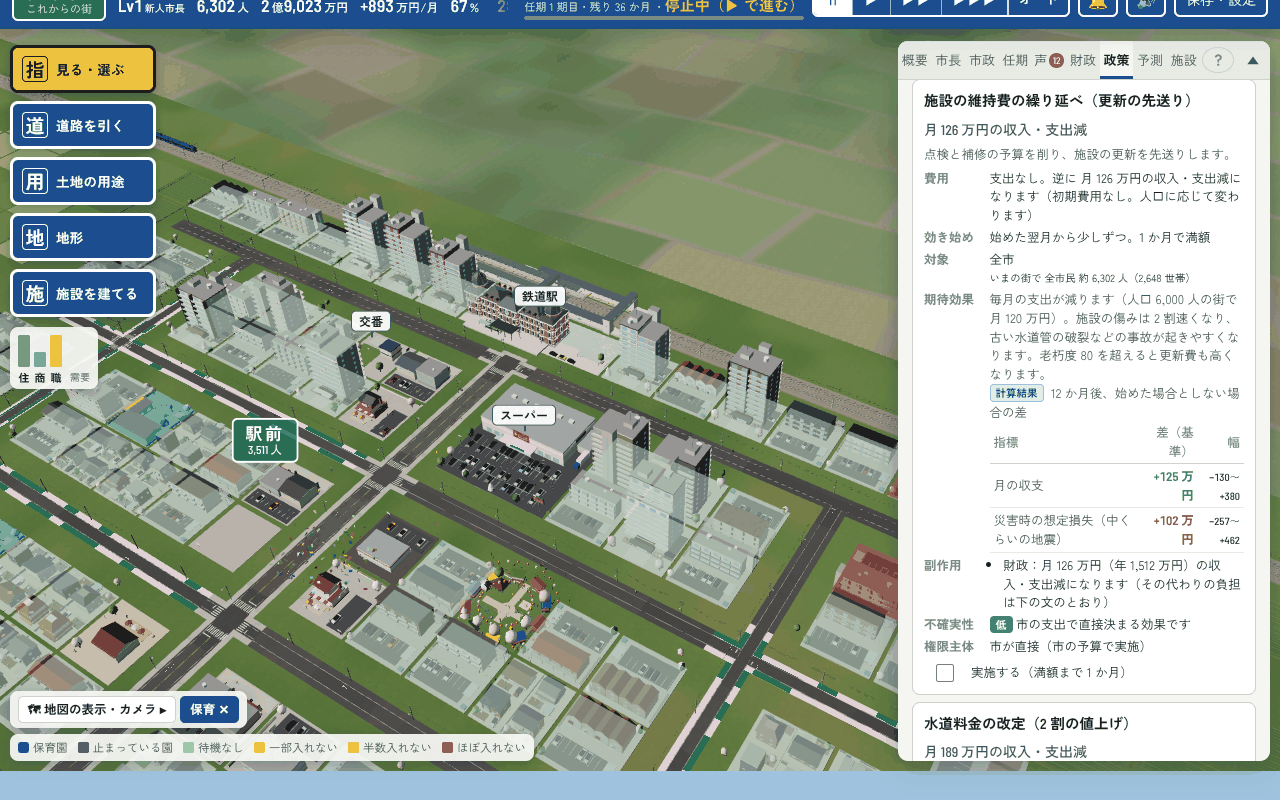 これからの街
Lv1 新人市長 6,302 人 2 億9,023 万円 +893 万円/月 67 %
任期 1 期目・残り 36 か月・停止中（▶ で進む）
オート
保存・設定
指 見る・選ぶ
道 道路を引く
用 土地の用途
地 地形
施 施設を建てる
住 商 職 需要
鉄道駅
交番
スーパー
駅前
3,511 人
🗺 地図の表示・カメラ ▸
保育 ✕
保育園 止まっている園 待機なし 一部入れない 半数入れない ほぼ入れない
概要 市長 市政 任期 声 12 財政 政策 予測 施設 ? ▲
施設の維持費の繰り延べ（更新の先送り）
月 126 万円の収入・支出減
点検と補修の予算を削り、施設の更新を先送りします。
費用 支出なし。逆に 月 126 万円の収入・支出減に
なります（初期費用なし。人口に応じて変わ
ります）
効き始め 始めた翌月から少しずつ。1 か月で満額
対象 全市
いまの街で 全市民 約 6,302 人（2,648 世帯）
期待効果 毎月の支出が減ります（人口 6,000 人の街で
月 120 万円）。施設の傷みは 2 割速くなり、
古い水道管の破裂などの事故が起きやすくな
ります。老朽度 80 を超えると更新費も高く
なります。
計算結果 12 か月後、始めた場合としない場
合の差
指標 差（基準） 幅
月の収支 +125 万円 −130〜+380
災害時の想定損失（中くらいの地震） +102 万円 −257〜+462
副作用 • 財政：月 126 万円（年 1,512 万円）の収
入・支出減になります（その代わりの負担
は下の文のとおり）
不確実性 低 市の支出で直接決まる効果です
権限主体 市が直接（市の予算で実施）
実施する（満額まで 1 か月）
水道料金の改定（2 割の値上げ）
月 189 万円の収入・支出減